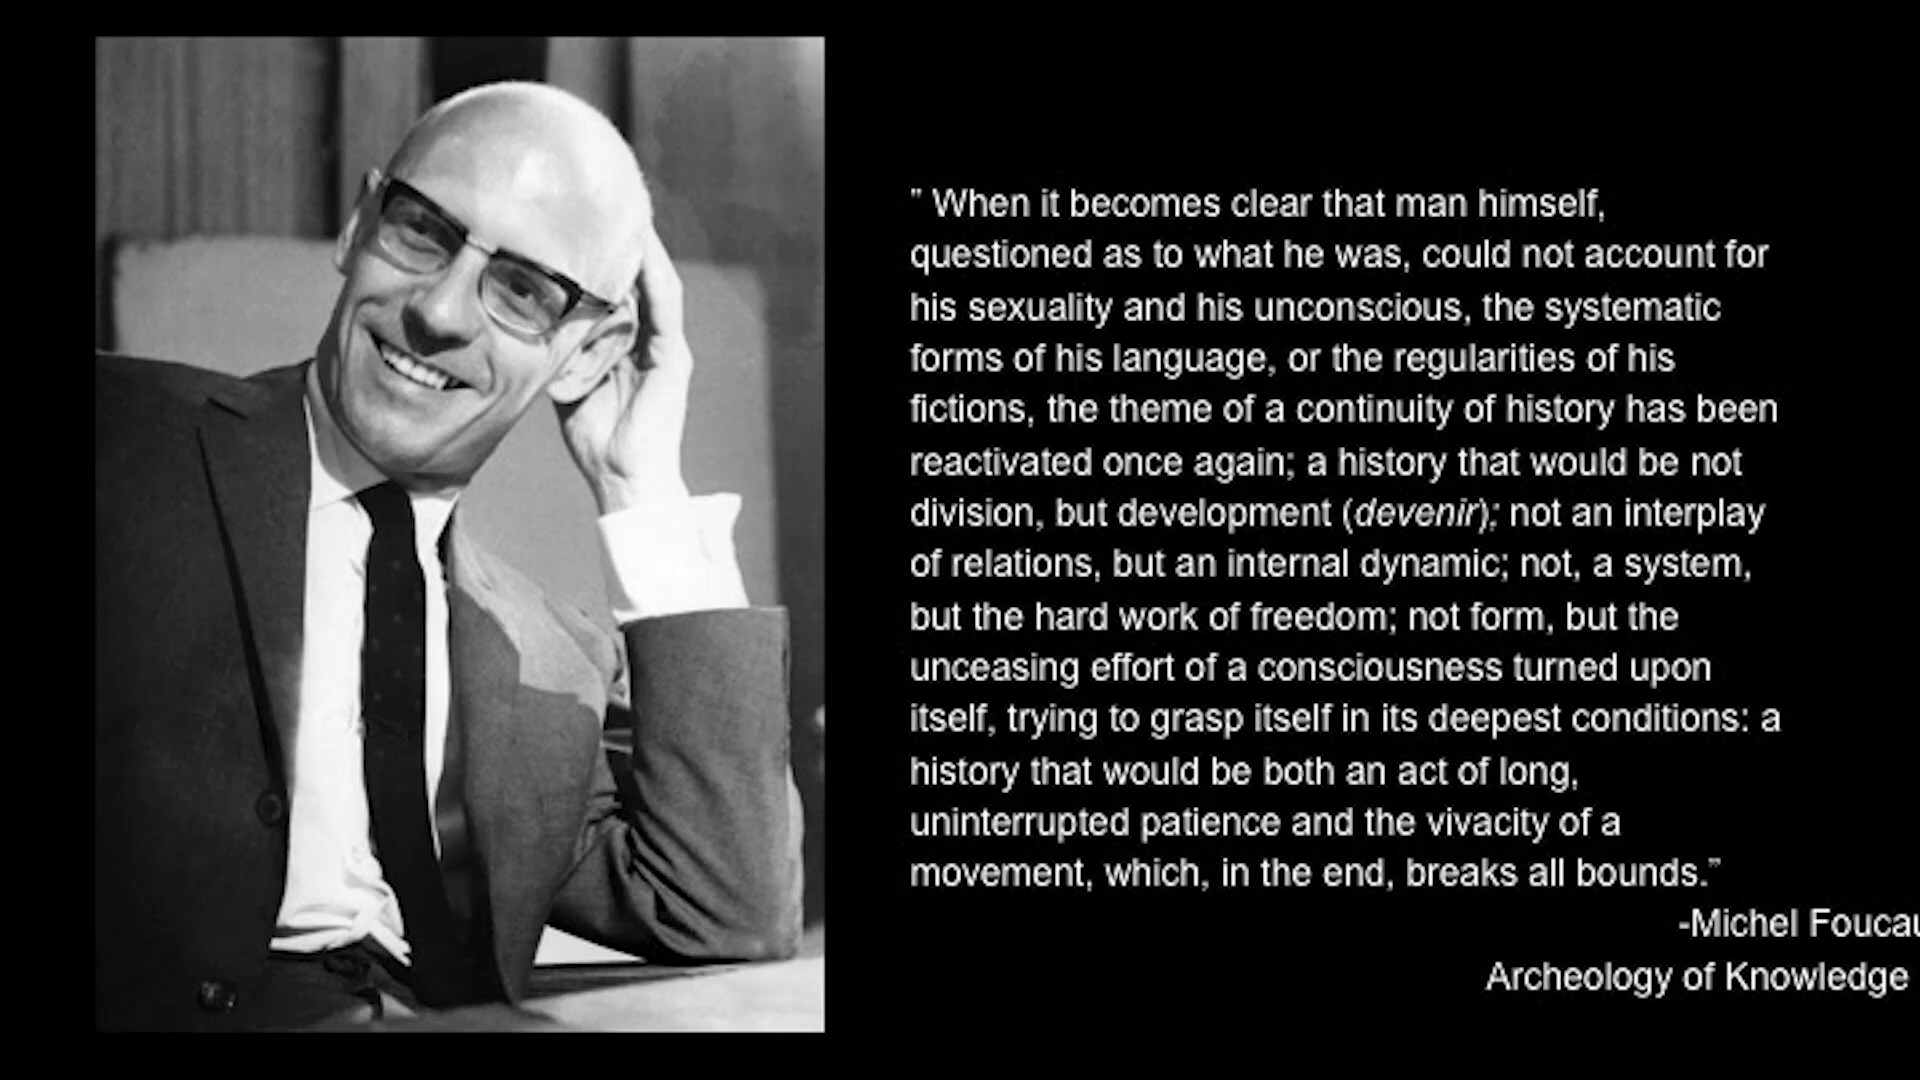 ” When it becomes clear that man himself,
questioned as to what he was, could not account for
his sexuality and his unconscious, the systematic
forms of his language, or the regularities of his
fictions, the theme of a continuity of history has been
reactivated once again; a history that would be not
division, but development (devenir); not an interplay
of relations, but an internal dynamic; not, a system,
but the hard work of freedom; not form, but the
unceasing effort of a consciousness turned upon
itself, trying to grasp itself in its deepest conditions: a
history that would be both an act of long,
uninterrupted patience and the vivacity of a
movement, which, in the end, breaks all bounds.”
-Michel
Archeology of Knowledge